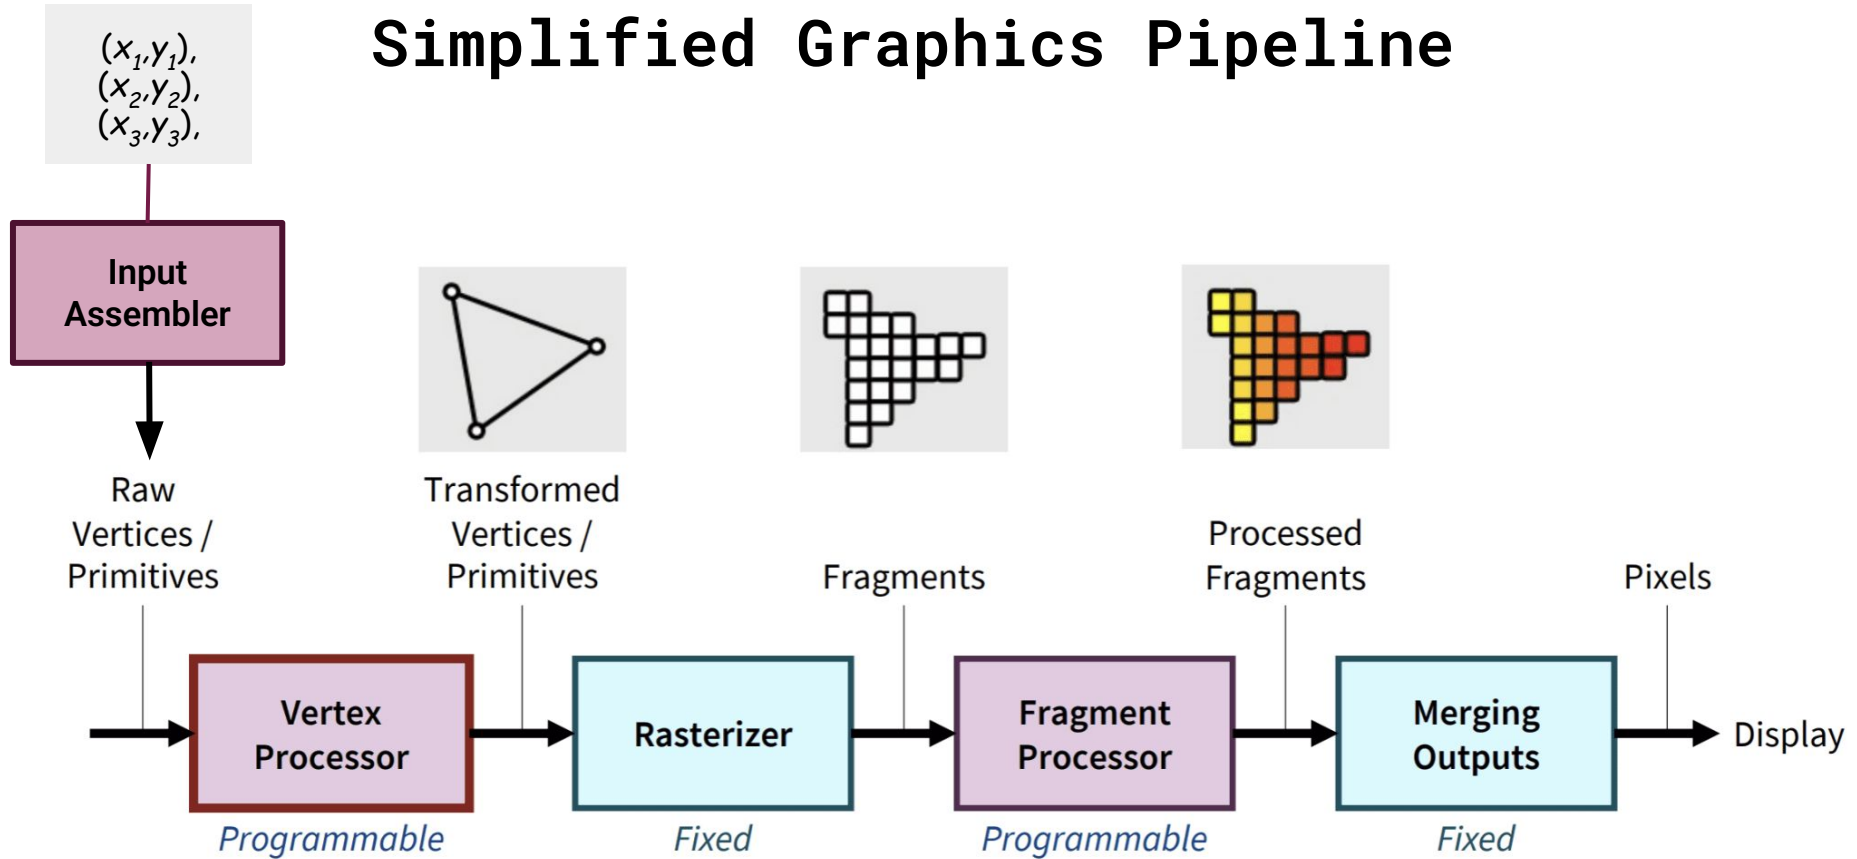 Simplified Graphics Pipeline
(x1,y1),
(x2,y2),
(x3,y3),
Input
Assembler
Raw
Vertices /
Primitives
Transformed
Vertices /
Primitives
Fragments
Processed
Fragments
Pixels
Vertex
Processor
Rasterizer
Fragment
Processor
Merging
Outputs
Display
Programmable
Fixed
Programmable
Fixed